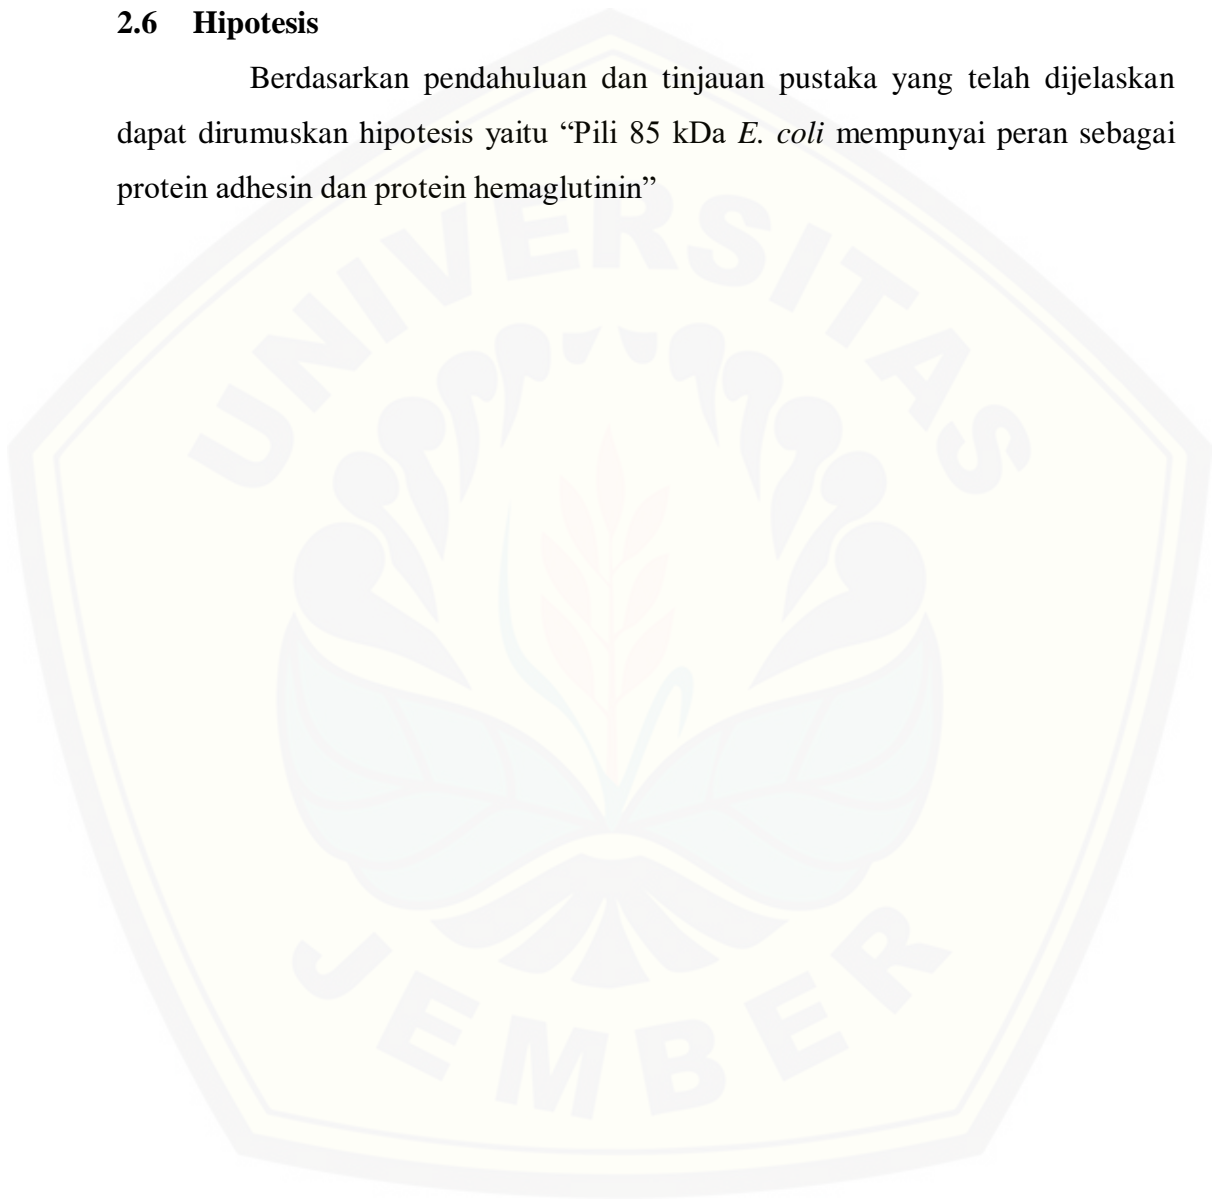 2.6 Hipotesis
Berdasarkan pendahuluan dan tinjauan pustaka yang telah dijelaskan
dapat dirumuskan hipotesis yaitu “Pili 85 kDa E. coli mempunyai peran sebagai
protein adhesin dan protein hemaglutinin”
UNIVERSITAS
JEMBER